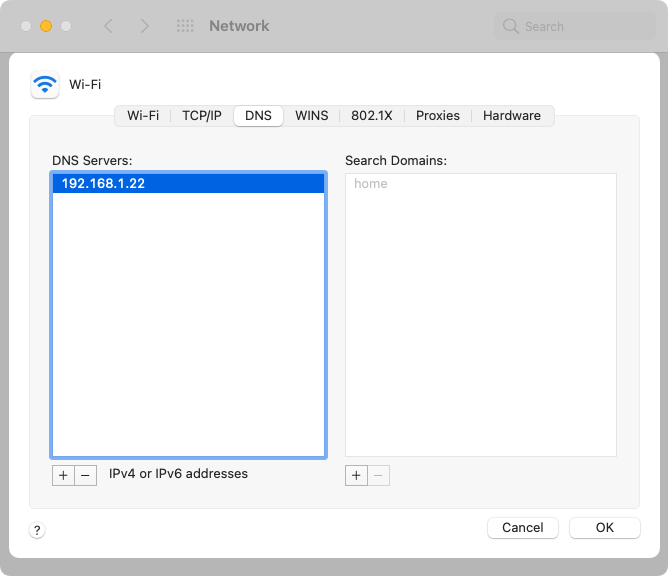 Network
Search
Wi-Fi
Wi-Fi
TCP/IP
DNS
WINS
802.1X
Proxies
Hardware
DNS Servers:
192.168.1.22
Search Domains:
home
+
−
IPv4 or IPv6 addresses
+
−
?
Cancel
OK